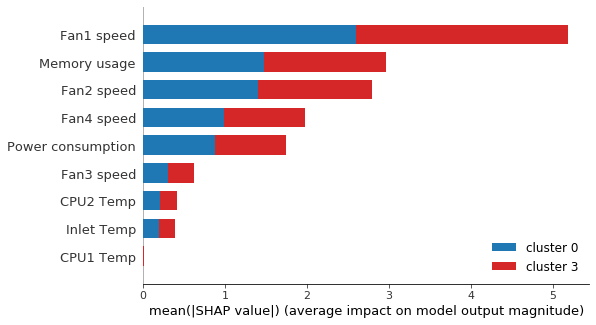 Fan1 speed
Memory usage
Fan2 speed
Fan4 speed
Power consumption
Fan3 speed
CPU2 Temp
Inlet Temp
CPU1 Temp
cluster 0
cluster 3
0 1 2 3 4 5
mean(|SHAP value|) (average impact on model output magnitude)